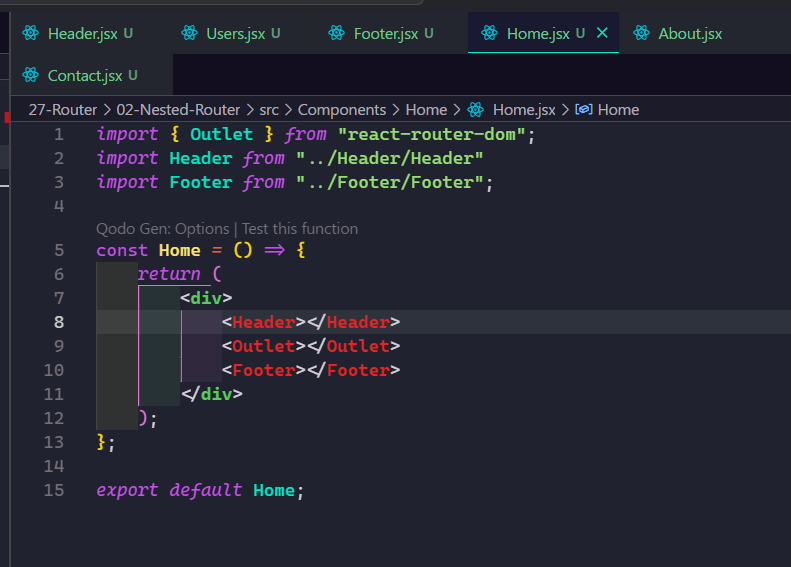 Header.jsx U
Users.jsx U
Footer.jsx U
Home.jsx U
About.jsx
Contact.jsx U
27-Router > 02-Nested-Router > src > Components > Home > Home.jsx > Home
1 import { Outlet } from "react-router-dom";
2 import Header from "../Header/Header"
3 import Footer from "../Footer/Footer";
4
Qodo Gen: Options | Test this function
5 const Home = () => {
6 return (
7 <div>
8 <Header></Header>
9 <Outlet></Outlet>
10 <Footer></Footer>
11 </div>
12 );
13 };
14
15 export default Home;